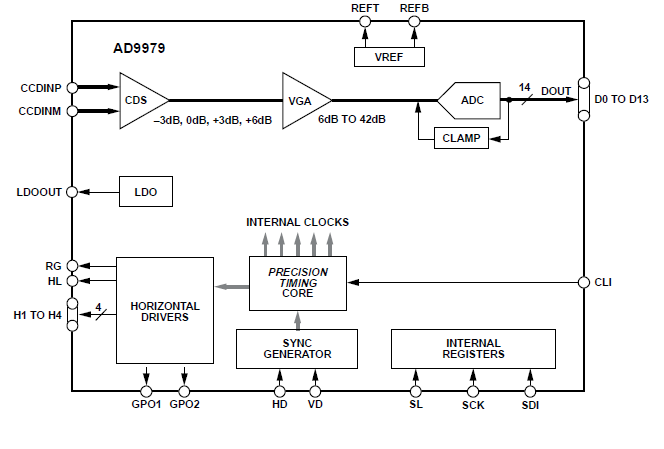 REFT REFB
AD9979
VREF
CCDINP
CCDINM
CDS
–3dB, 0dB, +3dB, +6dB
VGA
6dB TO 42dB
ADC
14
DOUT
D0 TO D13
CLAMP
LDOOUT
LDO
INTERNAL CLOCKS
RG
HL
H1 TO H4
4
HORIZONTAL
DRIVERS
PRECISION
TIMING
CORE
CLI
SYNC
GENERATOR
INTERNAL
REGISTERS
GPO1 GPO2
HD VD
SL SCK SDI